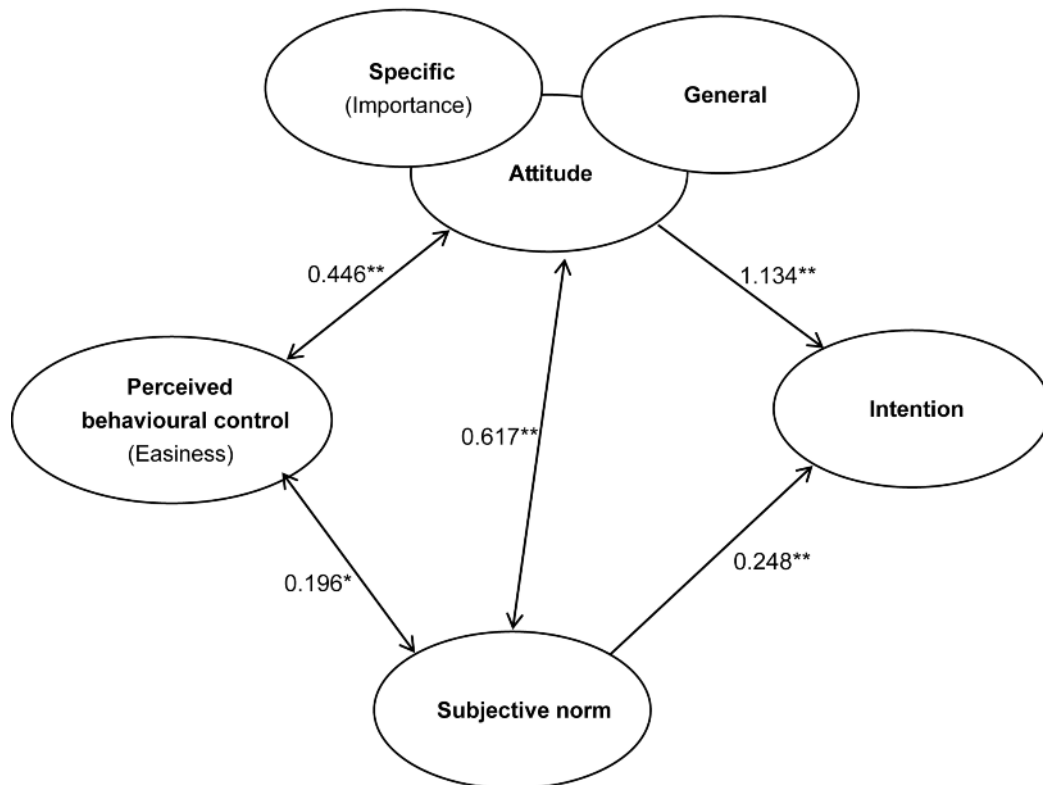 Specific
(Importance)
General
Attitude
0.446**
1.134**
Perceived
behavioural control
(Easiness)
Intention
0.617**
0.196*
0.248**
Subjective norm